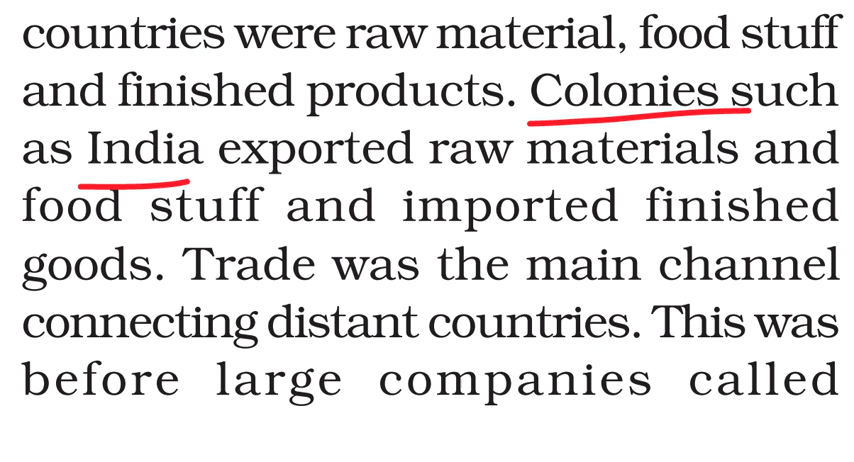 countries were raw material, food stuff
and finished products. Colonies such
as India exported raw materials and
food stuff and imported finished
goods. Trade was the main channel
connecting distant countries. This was
before large companies called